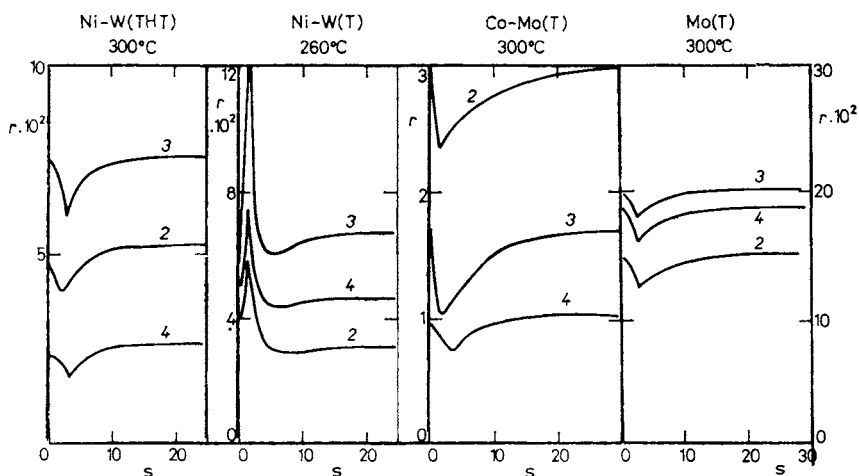 Ni-W(THT) Ni-W(T) Co-Mo(T) Mo(T)
300°C 260°C 300°C 300°C
10 12 3 30
r.10² r .10² r r.10²
3 2
8 2 3 20
2 3 4
5 4 3 2
4 4 2 1 4 10
0 0 0
0 10 20 0 10 20 0 10 20 0 10 20 30
s s s s